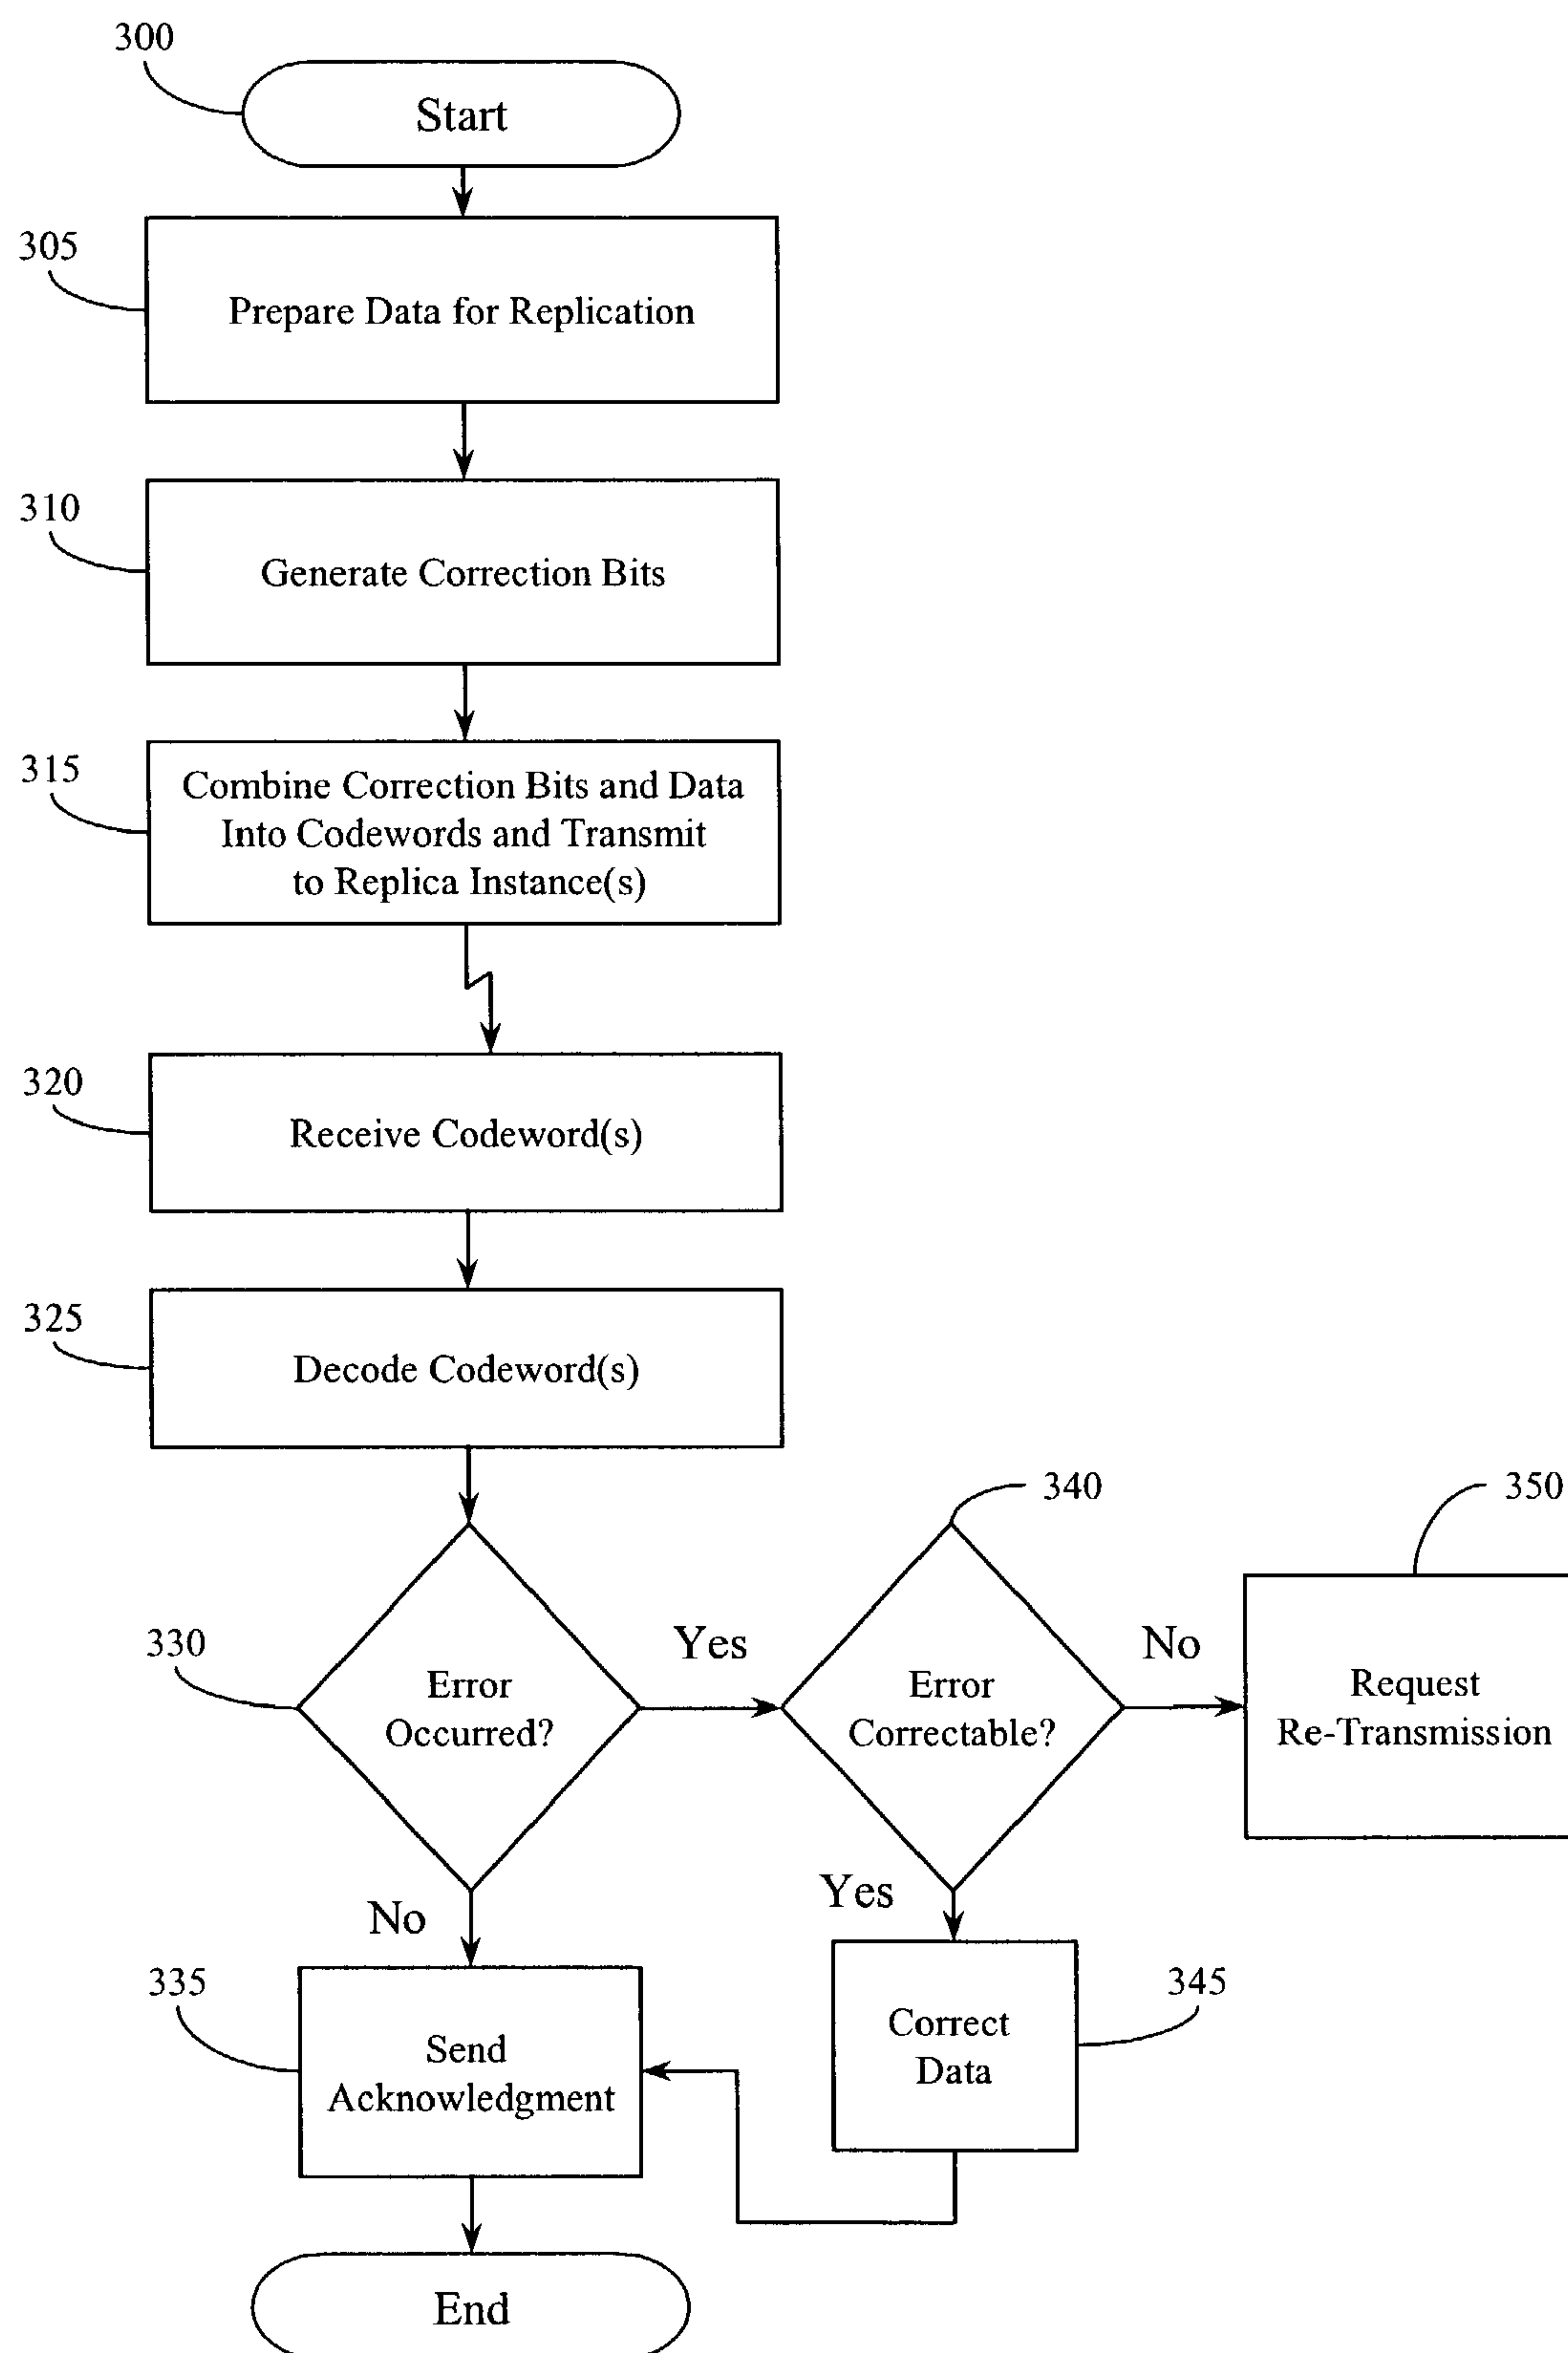 300
Start
305
Prepare Data for Replication
310
Generate Correction Bits
315
Combine Correction Bits and Data
Into Codewords and Transmit
to Replica Instance(s)
320
Receive Codeword(s)
325
Decode Codeword(s)
340
350
330
Yes
No
Error
Occurred?
Error
Correctable?
Request
Re-Transmission
No
Yes
335
345
Send
Acknowledgment
Correct
Data
End